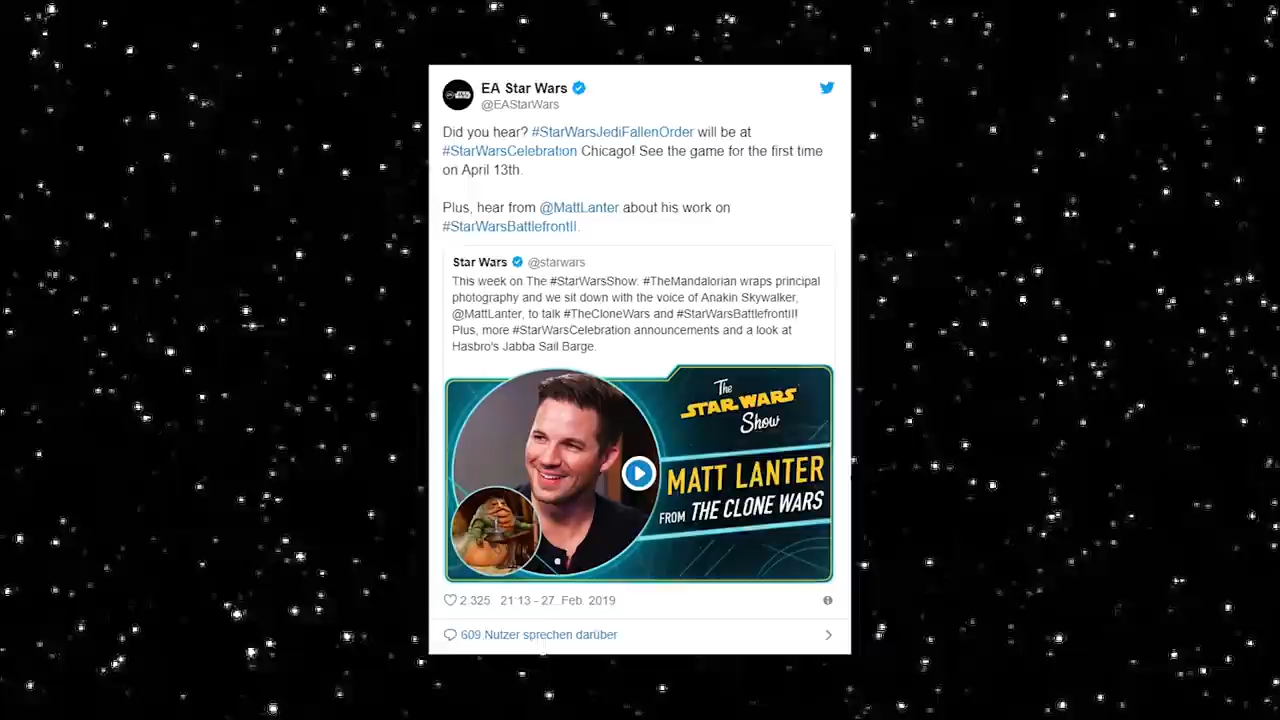 EA Star Wars
@EAStarWars
Did you hear? #StarWarsJediFallenOrder will be at
#StarWarsCelebration Chicago! See the game for the first time
on April 13th.
Plus, hear from @MattLanter about his work on
#StarWarsBattlefrontII.
Star Wars @starwars
This week on The #StarWarsShow: #TheMandalorian wraps principal
photography and we sit down with the voice of Anakin Skywalker,
@MattLanter, to talk #TheCloneWars and #StarWarsBattlefrontII!
Plus, more #StarWarsCelebration announcements and a look at
Hasbro's Jabba Sail Barge.
The
STAR WARS
Show
MATT LANTER
FROM THE CLONE WARS
2.325 21:13 - 27. Feb. 2019
609 Nutzer sprechen darüber